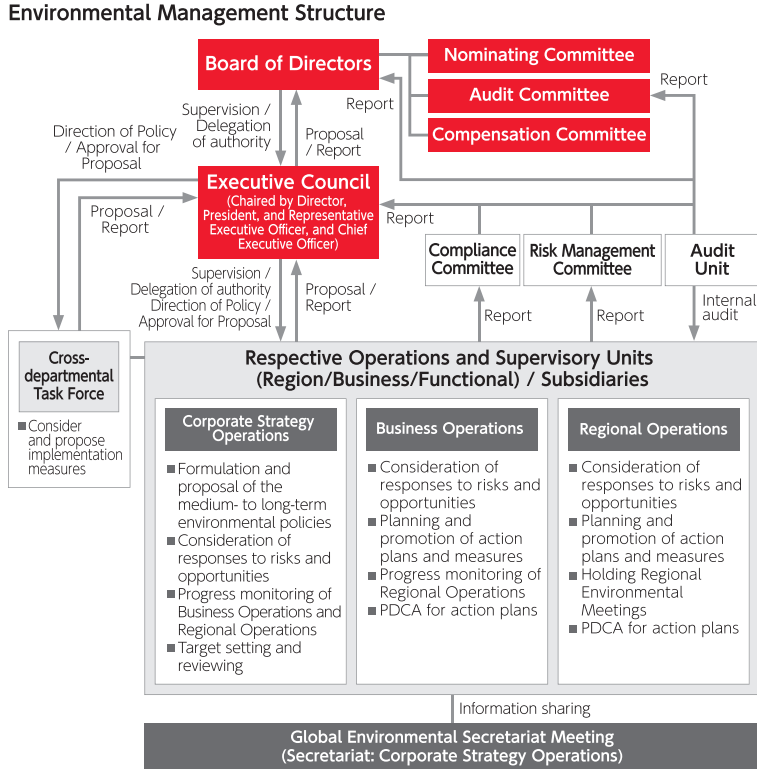 Environmental Management Structure
Board of Directors
Nominating Committee
Audit Committee
Compensation Committee
Report
Report
Supervision /
Delegation
of authority
Proposal
/ Report
Direction of Policy
/ Approval for
Proposal
Executive Council
(Chaired by Director,
President, and Representative
Executive Officer, and Chief
Executive Officer)
Proposal /
Report
Report
Compliance
Committee
Risk Management
Committee
Audit
Unit
Supervision /
Delegation of authority
Direction of Policy /
Approval for Proposal
Proposal /
Report
Report
Report
Internal
audit
Cross-
departmental
Task Force
Consider
and propose
implementation
measures
Respective Operations and Supervisory Units
(Region/Business/Functional) / Subsidiaries
Corporate Strategy
Operations
Formulation and
proposal of the
medium- to long-term
environmental policies
Consideration of
responses to risks and
opportunities
Progress monitoring of
Business Operations and
Regional Operations
Target setting and
reviewing
Business Operations
Consideration of
responses to risks and
opportunities
Planning and
promotion of action
plans and measures
Progress monitoring of
Regional Operations
PDCA for action plans
Regional Operations
Consideration of
responses to risks and
opportunities
Planning and
promotion of action
plans and measures
Holding Regional
Environmental
Meetings
PDCA for action plans
Information sharing
Global Environmental Secretariat Meeting
(Secretariat: Corporate Strategy Operations)